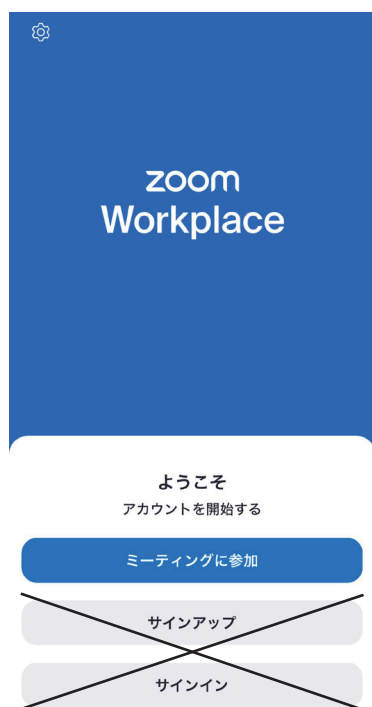 zoom
Workplace
ようこそ
アカウントを開始する
ミーティングに参加
サインアップ
サインイン